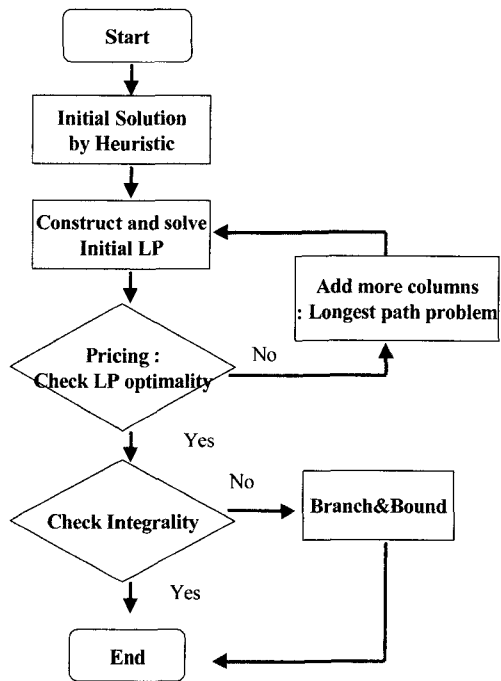 Start
Initial Solution
by Heuristic
Construct and solve
Initial LP
Add more columns
: Longest path problem
Pricing :
Check LP optimality
No
Yes
No
Check Integrality
Branch&Bound
Yes
End